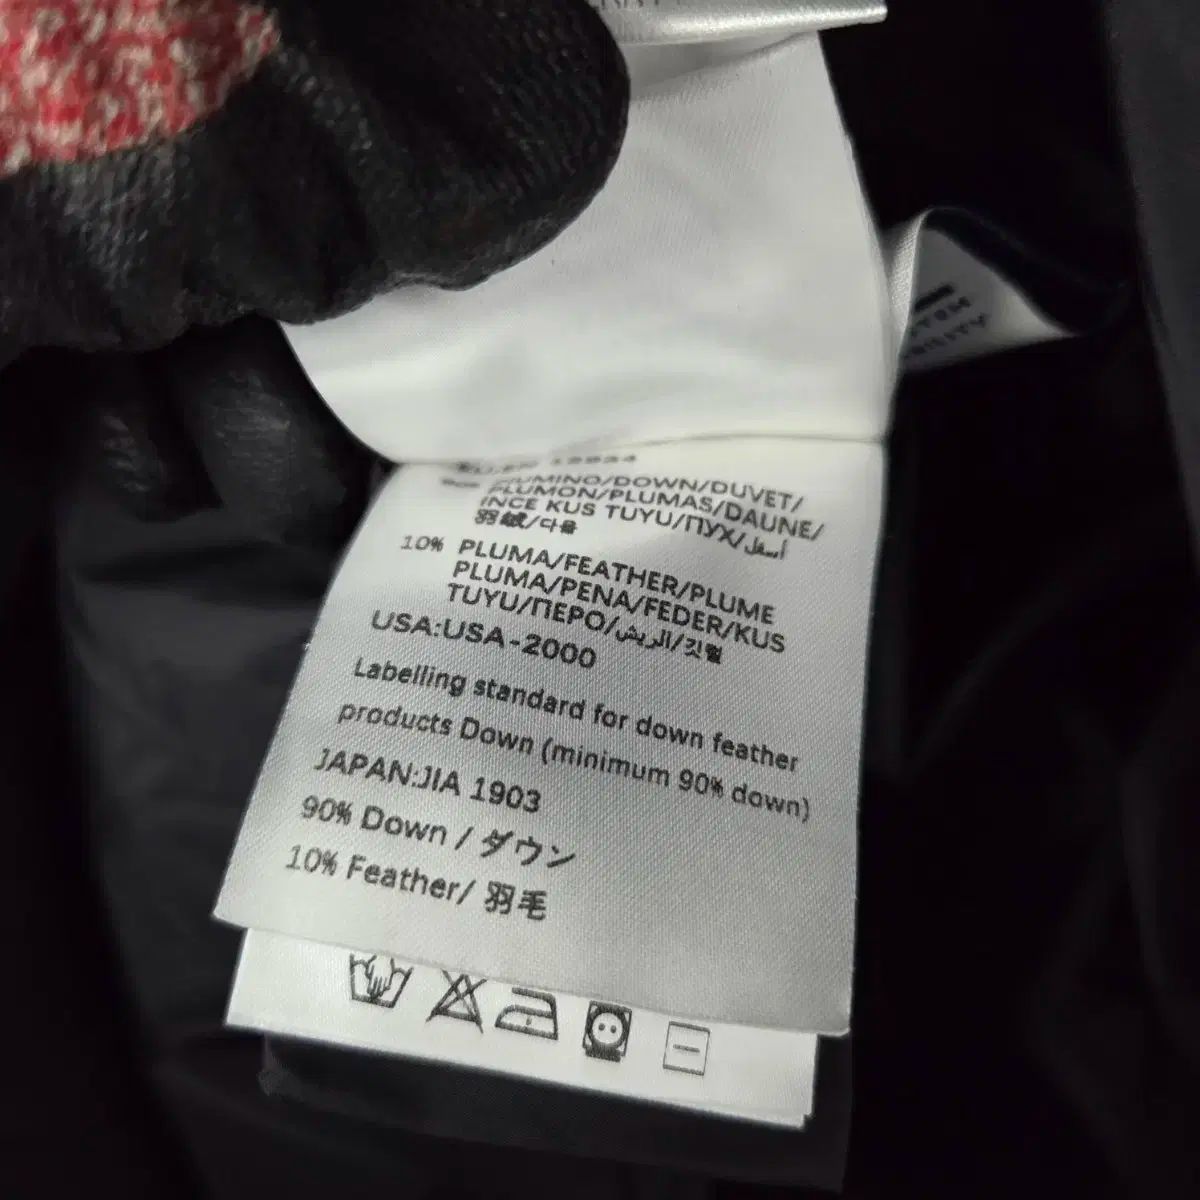 PIUMINO/DOWN/DUVET/
PLUMON/PLUMAS/DAUNE/
INCE KUS TUYU/ПУХ/أسفل
羽絨/다운
10% PLUMA/FEATHER/PLUME
PLUMA/PENA/FEDER/KUS
TUYU/ПЕРО/الريش/깃털
USA:USA-2000
Labelling standard for down feather
products Down (minimum 90% down)
JAPAN:JIA 1903
90% Down / ダウン
10% Feather/ 羽毛